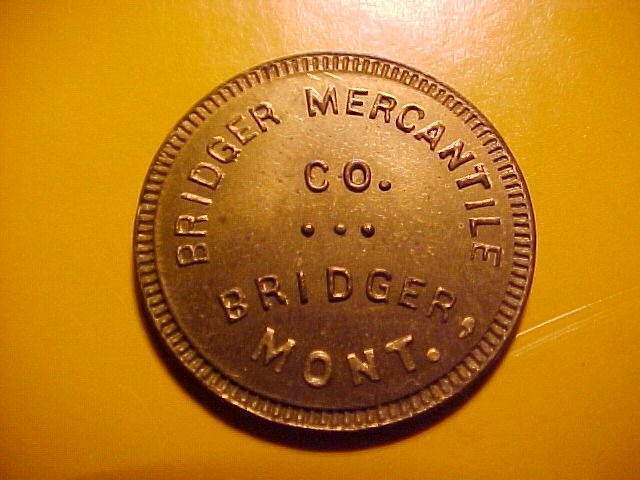 BRIDGER MERCANTILE
CO.
...
BRIDGER,
MONT.